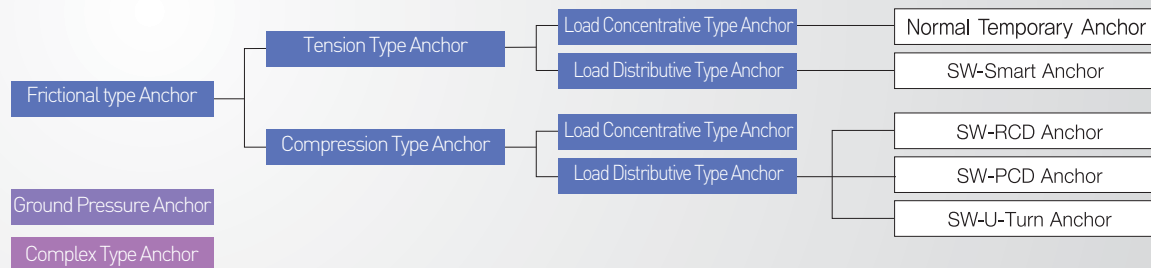 Frictional type Anchor
Tension Type Anchor
Load Concentrative Type Anchor
Normal Temporary Anchor
Load Distributive Type Anchor
SW-Smart Anchor
Compression Type Anchor
Load Concentrative Type Anchor
Load Distributive Type Anchor
SW-RCD Anchor
SW-PCD Anchor
SW-U-Turn Anchor
Ground Pressure Anchor
Complex Type Anchor